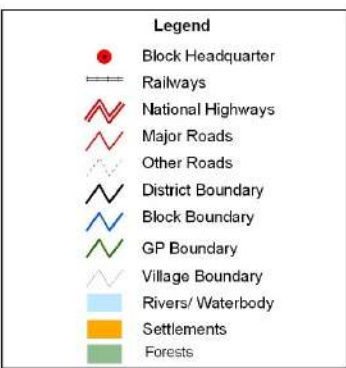 Legend
Block Headquarter
Railways
National Highways
Major Roads
Other Roads
District Boundary
Block Boundary
GP Boundary
Village Boundary
Rivers/ Waterbody
Settlements
Forests